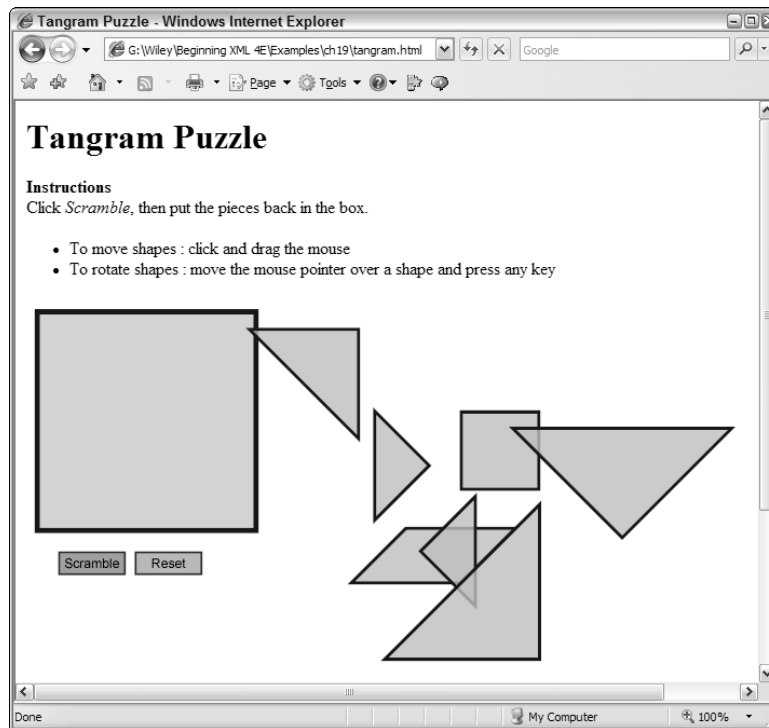 Tangram Puzzle - Windows Internet Explorer
G:\Wiley\Beginning XML 4E\Examples\ch19\tangram.html
Google
Page
Tools
Tangram Puzzle
Instructions
Click Scramble, then put the pieces back in the box.
• To move shapes : click and drag the mouse
• To rotate shapes : move the mouse pointer over a shape and press any key
Scramble Reset
Done My Computer 100%